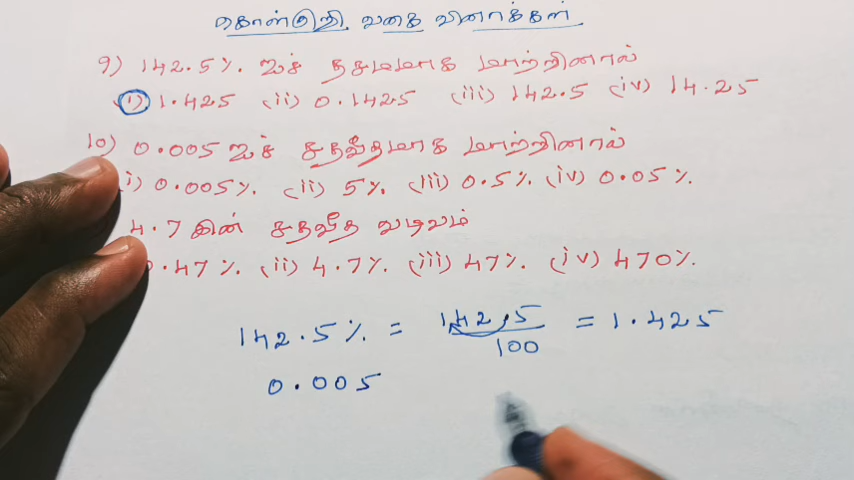 கொள்குறி வகை வினாக்கள்
9) 142.5% ஐச் தசமமாக மாற்றினால்
(i) 1.425 (ii) 0.1425 (iii) 142.5 (iv) 14.25
10) 0.005 ஐச் சதவீதமாக மாற்றினால்
i) 0.005% (ii) 5% (iii) 0.5% (iv) 0.05%
4.7 இன் சதவீத வடிவம்
0.47% (ii) 4.7% (iii) 47% (iv) 470%
142.5% = 142.5/100 = 1.425
0.005